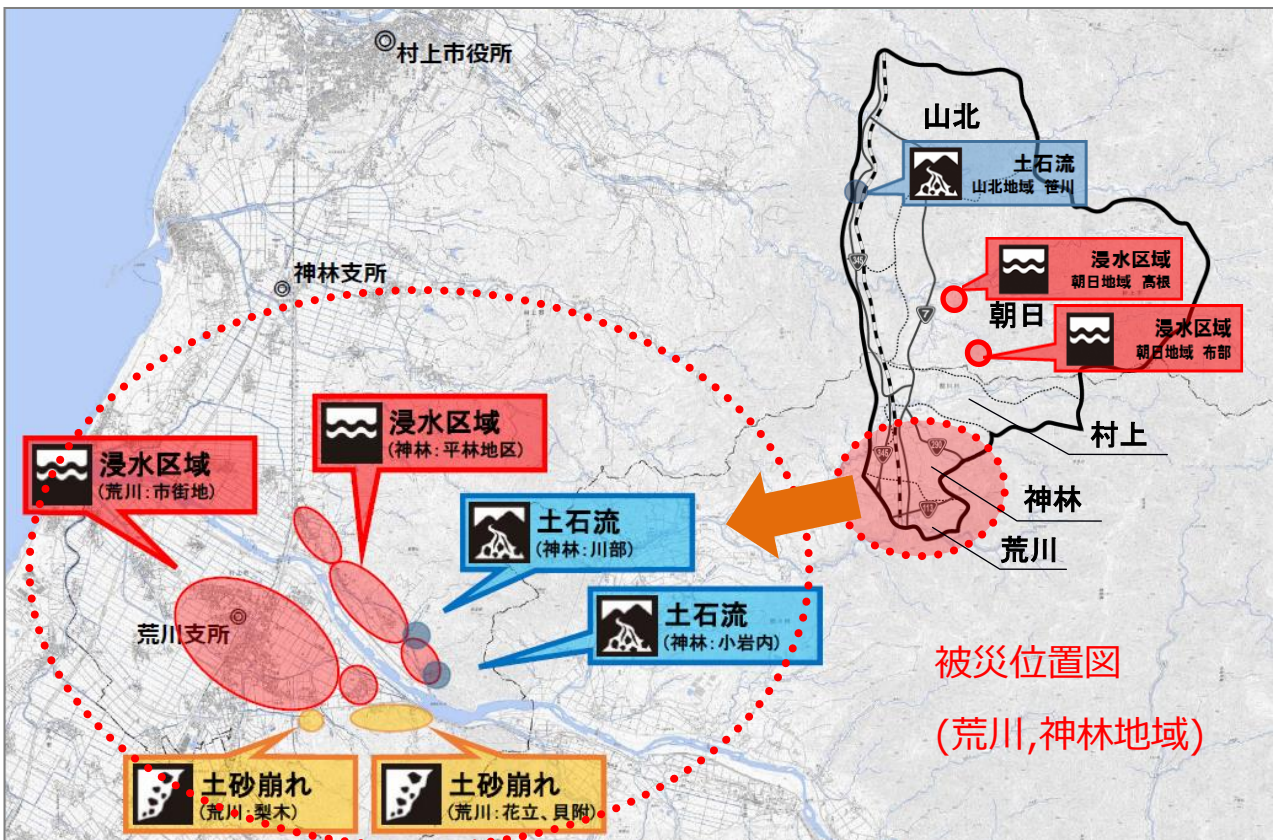 村上市役所
山北
土石流
山北地域 笹川
345
浸水区域
朝日地域 高根
朝日
7
浸水区域
朝日地域 布部
神林支所
村上
浸水区域
(神林:平林地区)
浸水区域
(荒川:市街地)
345
神林
土石流
(神林:川部)
荒川
荒川支所
土石流
(神林:小岩内)
被災位置図
(荒川,神林地域)
土砂崩れ
(荒川:梨木)
土砂崩れ
(荒川:花立、貝附)